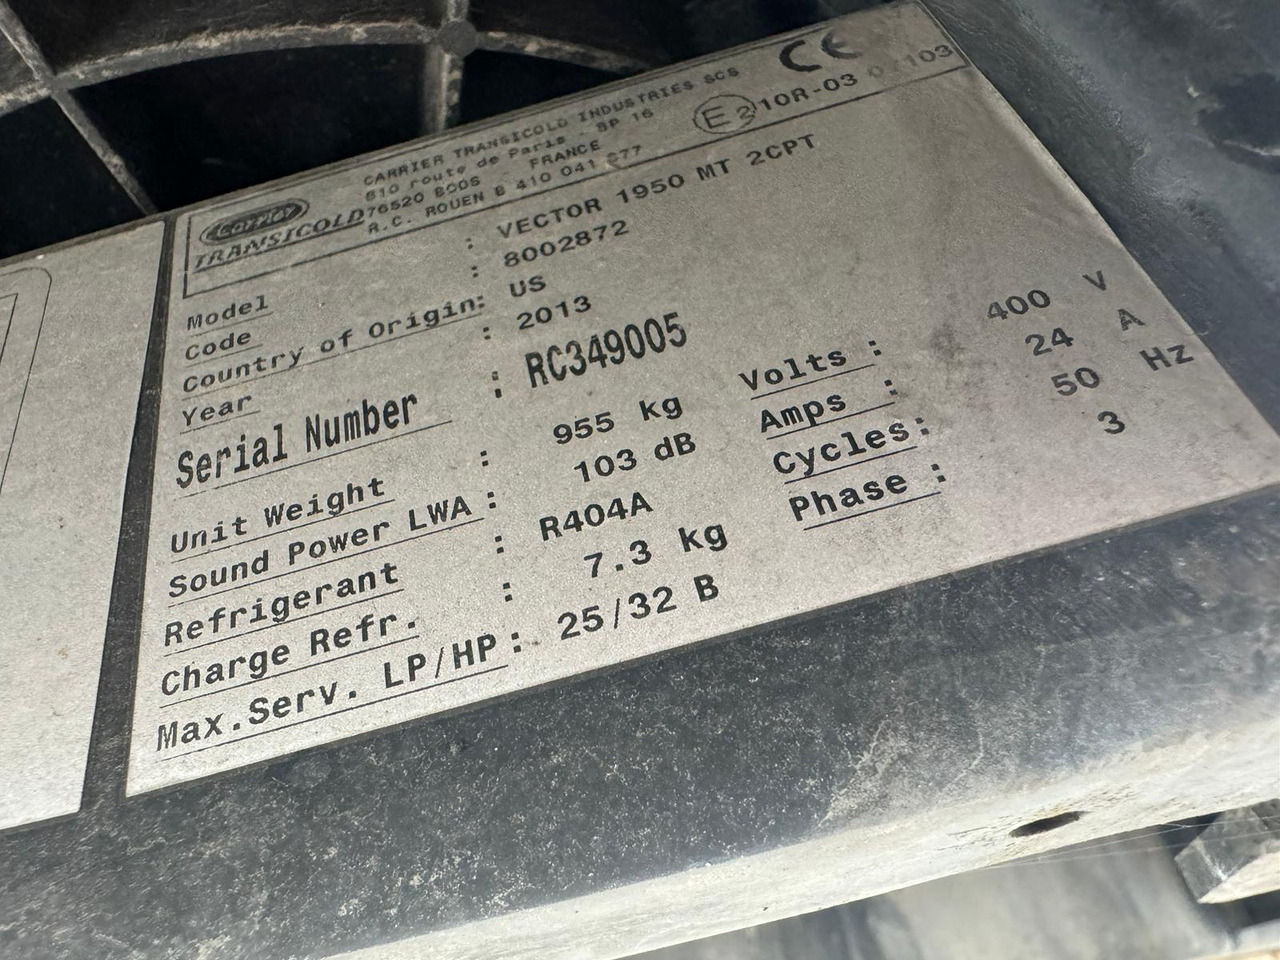 Carrier
TRANSICOLD
CARRIER TRANSICOLD INDUSTRIES SCS
810 route de Paris - BP 16
76520 BOOS - FRANCE
R.C. ROUEN B 410 041
CE
E2 10R-03 103
Model : VECTOR 1950 MT 2CPT
Code : 8002872
Country of Origin: US
Year : 2013
Serial Number : RC349005
Unit Weight : 955 kg
Sound Power LWA : 103 dB
Refrigerant : R404A
Charge Refr. : 7.3 kg
Max.Serv. LP/HP : 25/32 B
Volts : 400 V
Amps : 24 A
Cycles: 50 Hz
Phase : 3